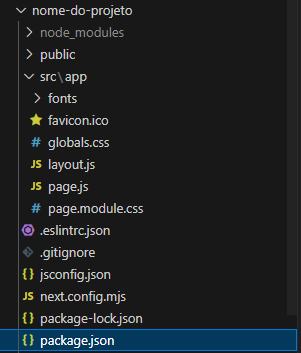 nome-do-projeto
node_modules
public
src\app
fonts
favicon.ico
# globals.css
JS layout.js
JS page.js
# page.module.css
.eslintrc.json
.gitignore
{} jsconfig.json
JS next.config.mjs
{} package-lock.json
{} package.json